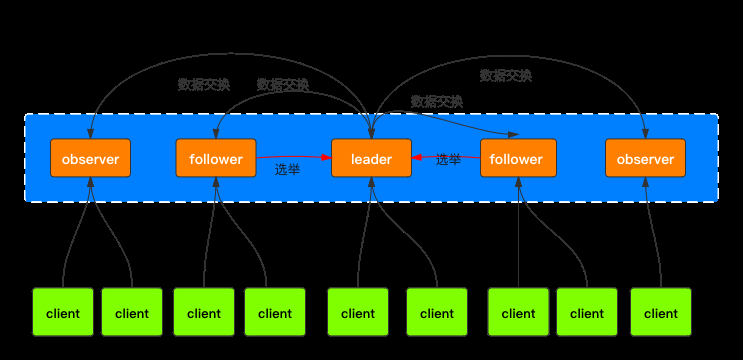 数据交换
数据交换
数据交换
数据交换
observer
follower
leader
follower
observer
选举
选举
client
client
client
client
client
client
client
client
client